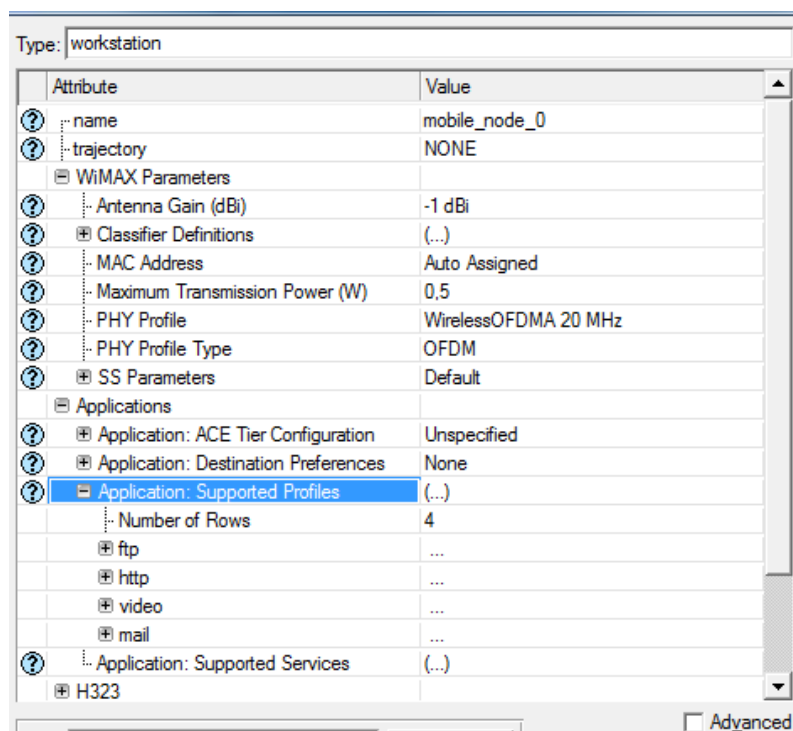 Type: workstation
Attribute Value
name mobile_node_0
trajectory NONE
WiMAX Parameters
Antenna Gain (dBi) -1 dBi
Classifier Definitions (...)
MAC Address Auto Assigned
Maximum Transmission Power (W) 0,5
PHY Profile WirelessOFDMA 20 MHz
PHY Profile Type OFDM
SS Parameters Default
Applications
Application: ACE Tier Configuration Unspecified
Application: Destination Preferences None
Application: Supported Profiles (...)
Number of Rows 4
ftp ...
http ...
video ...
mail ...
Application: Supported Services (...)
H323
Advanced